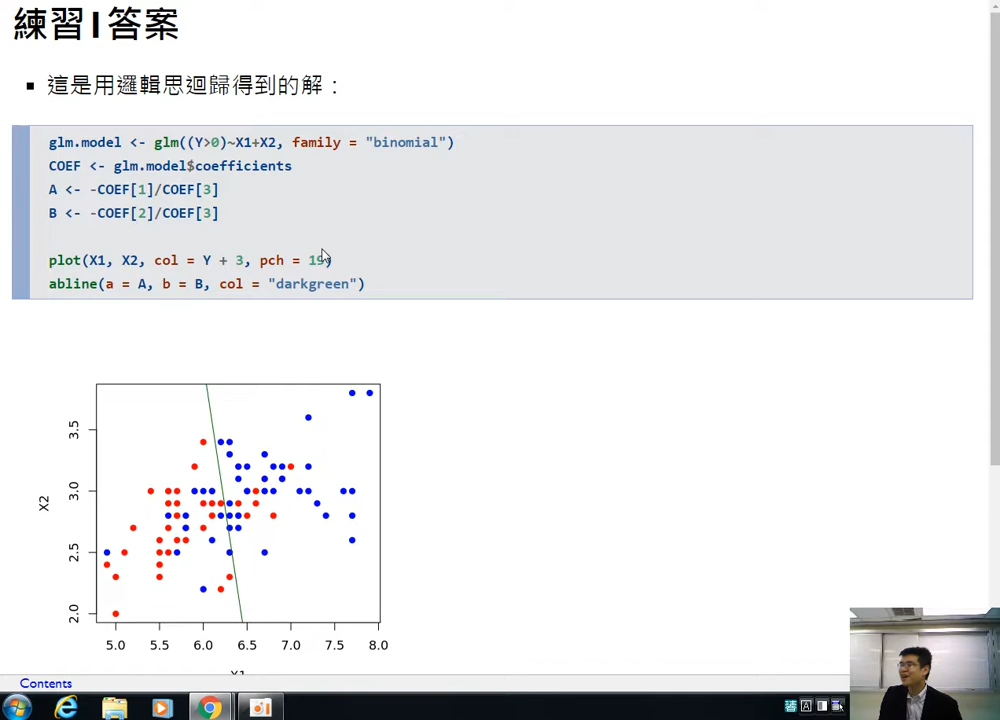 練習1答案
這是用邏輯思迴歸得到的解：
glm.model <- glm((Y>0)~X1+X2, family = "binomial")
COEF <- glm.model$coefficients
A <- -COEF[1]/COEF[3]
B <- -COEF[2]/COEF[3]
plot(X1, X2, col = Y + 3, pch = 19)
abline(a = A, b = B, col = "darkgreen")
3.5
3.0
2.5
2.0
X2
5.0 5.5 6.0 6.5 7.0 7.5 8.0
X1
Contents